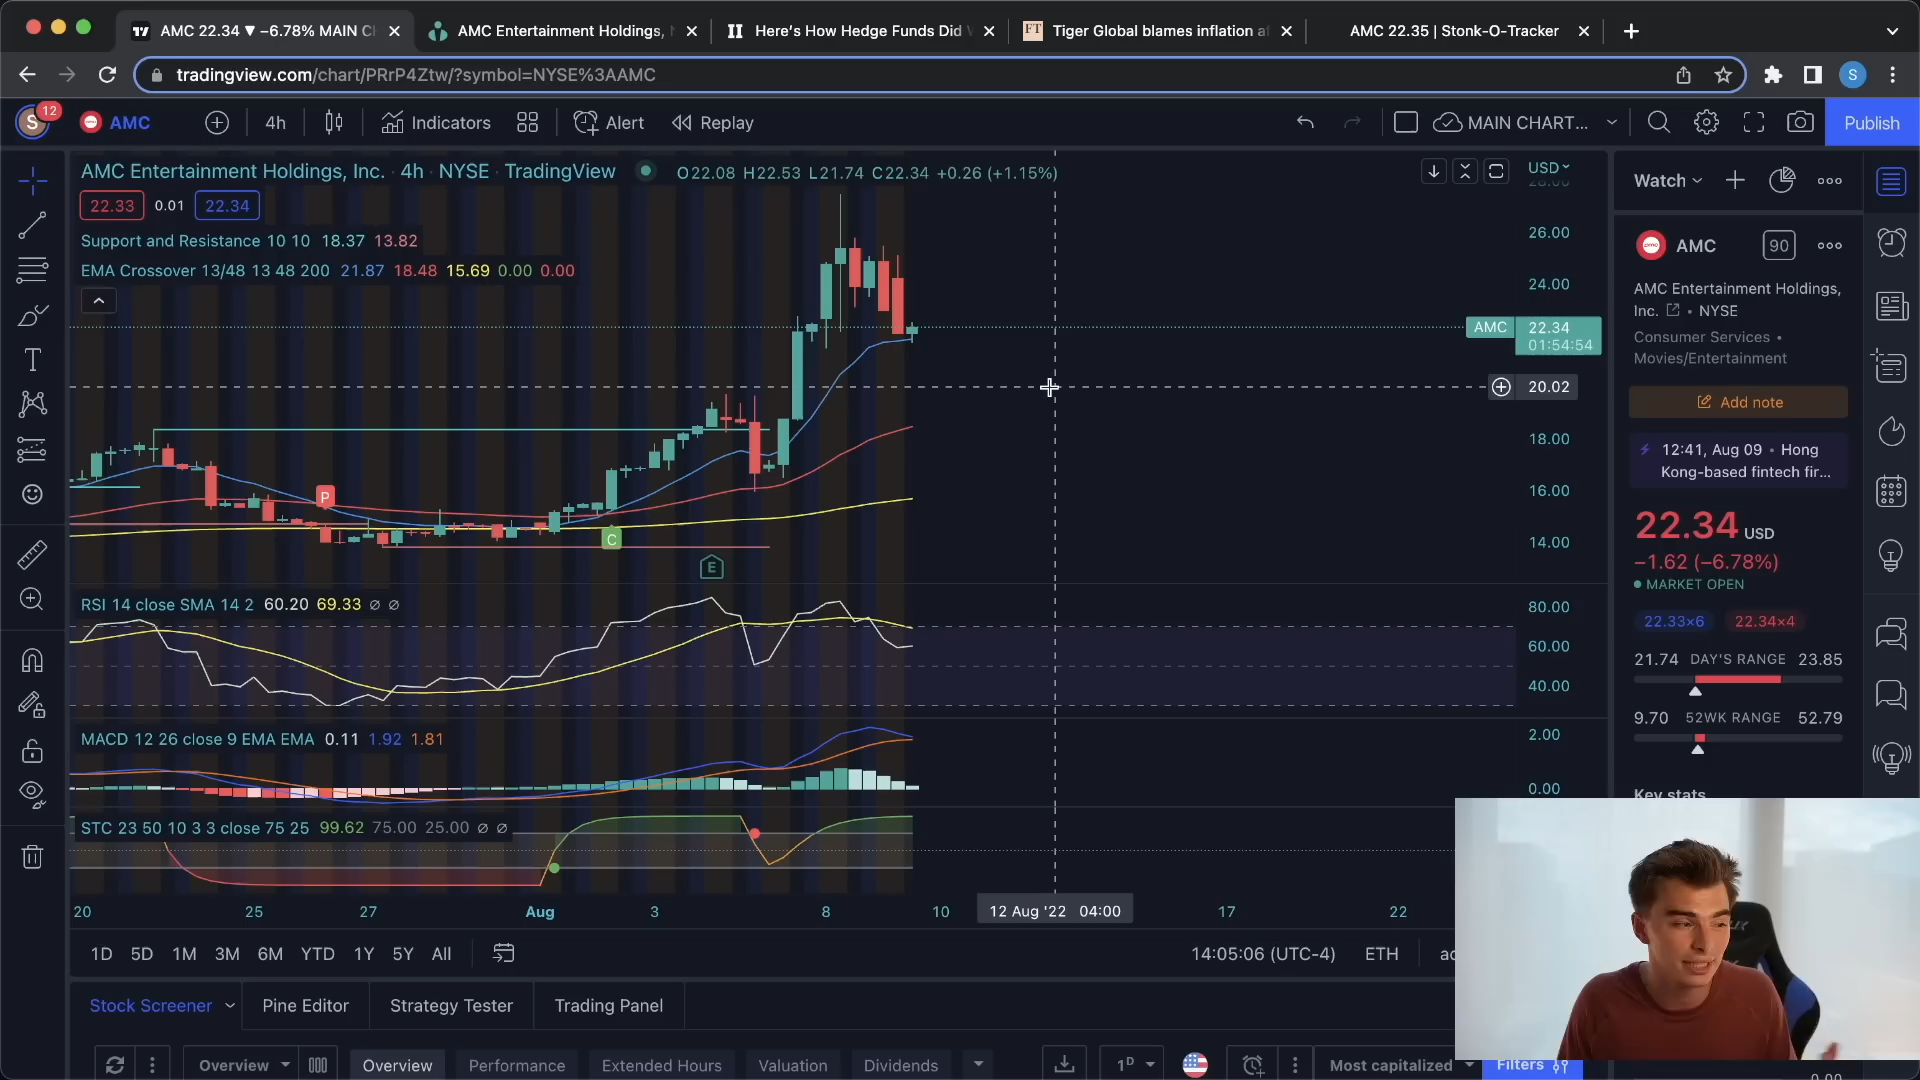 AMC 22.34 ▼ −6.78% MAIN C
AMC Entertainment Holdings,
Here's How Hedge Funds Did
FT
Tiger Global blames inflation a
AMC 22.35 | Stonk-O-Tracker
tradingview.com/chart/PRrP4Ztw/?symbol=NYSE%3AAMC
S
S
12
AMC
4h
Indicators
Alert
Replay
MAIN CHART...
Publish
AMC Entertainment Holdings, Inc. · 4h · NYSE · TradingView
O22.08 H22.53 L21.74 C22.34 +0.26 (+1.15%)
USD
22.33 0.01 22.34
Support and Resistance 10 10 18.37 13.82
EMA Crossover 13/48 13 48 200 21.87 18.48 15.69 0.00 0.00
28.00
26.00
24.00
AMC 22.34
01:54:54
20.02
18.00
16.00
14.00
P
C
E
RSI 14 close SMA 14 2 60.20 69.33 ∅ ∅
80.00
60.00
40.00
MACD 12 26 close 9 EMA EMA 0.11 1.92 1.81
2.00
0.00
STC 23 50 10 3 3 close 75 25 99.62 75.00 25.00 ∅ ∅
20 25 27 Aug 3 8 10 12 Aug '22 04:00 17 22
1D 5D 1M 3M 6M YTD 1Y 5Y All
14:05:06 (UTC-4) ETH
Stock Screener
Pine Editor
Strategy Tester
Trading Panel
Overview
Overview
Performance
Extended Hours
Valuation
Dividends
1D
Most capitalized
Filters
0.00
Watch
AMC
90
AMC Entertainment Holdings,
Inc. • NYSE
Consumer Services •
Movies/Entertainment
Add note
12:41, Aug 09 • Hong
Kong-based fintech fir...
22.34 USD
−1.62 (−6.78%)
MARKET OPEN
22.33×6 22.34×4
21.74 DAY'S RANGE 23.85
9.70 52WK RANGE 52.79
Key stats